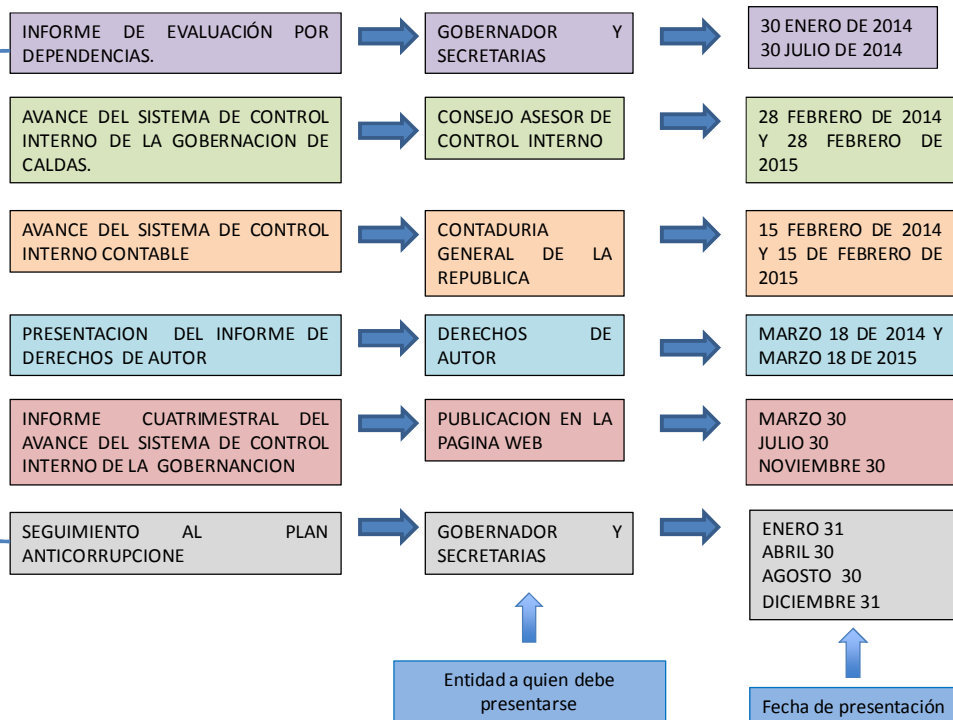 INFORME DE EVALUACIÓN POR
DEPENDENCIAS.
GOBERNADOR Y
SECRETARIAS
30 ENERO DE 2014
30 JULIO DE 2014
AVANCE DEL SISTEMA DE CONTROL
INTERNO DE LA GOBERNACION DE
CALDAS.
CONSEJO ASESOR DE
CONTROL INTERNO
28 FEBRERO DE 2014
Y 28 FEBRERO DE
2015
AVANCE DEL SISTEMA DE CONTROL
INTERNO CONTABLE
CONTADURIA
GENERAL DE LA
REPUBLICA
15 FEBRERO DE 2014
Y 15 DE FEBRERO DE
2015
PRESENTACION DEL INFORME DE
DERECHOS DE AUTOR
DERECHOS DE
AUTOR
MARZO 18 DE 2014 Y
MARZO 18 DE 2015
INFORME CUATRIMESTRAL DEL
AVANCE DEL SISTEMA DE CONTROL
INTERNO DE LA GOBERNANCION
PUBLICACION EN LA
PAGINA WEB
MARZO 30
JULIO 30
NOVIEMBRE 30
SEGUIMIENTO AL PLAN
ANTICORRUPCIONE
GOBERNADOR Y
SECRETARIAS
ENERO 31
ABRIL 30
AGOSTO 30
DICIEMBRE 31
Entidad a quien debe
presentarse
Fecha de presentación